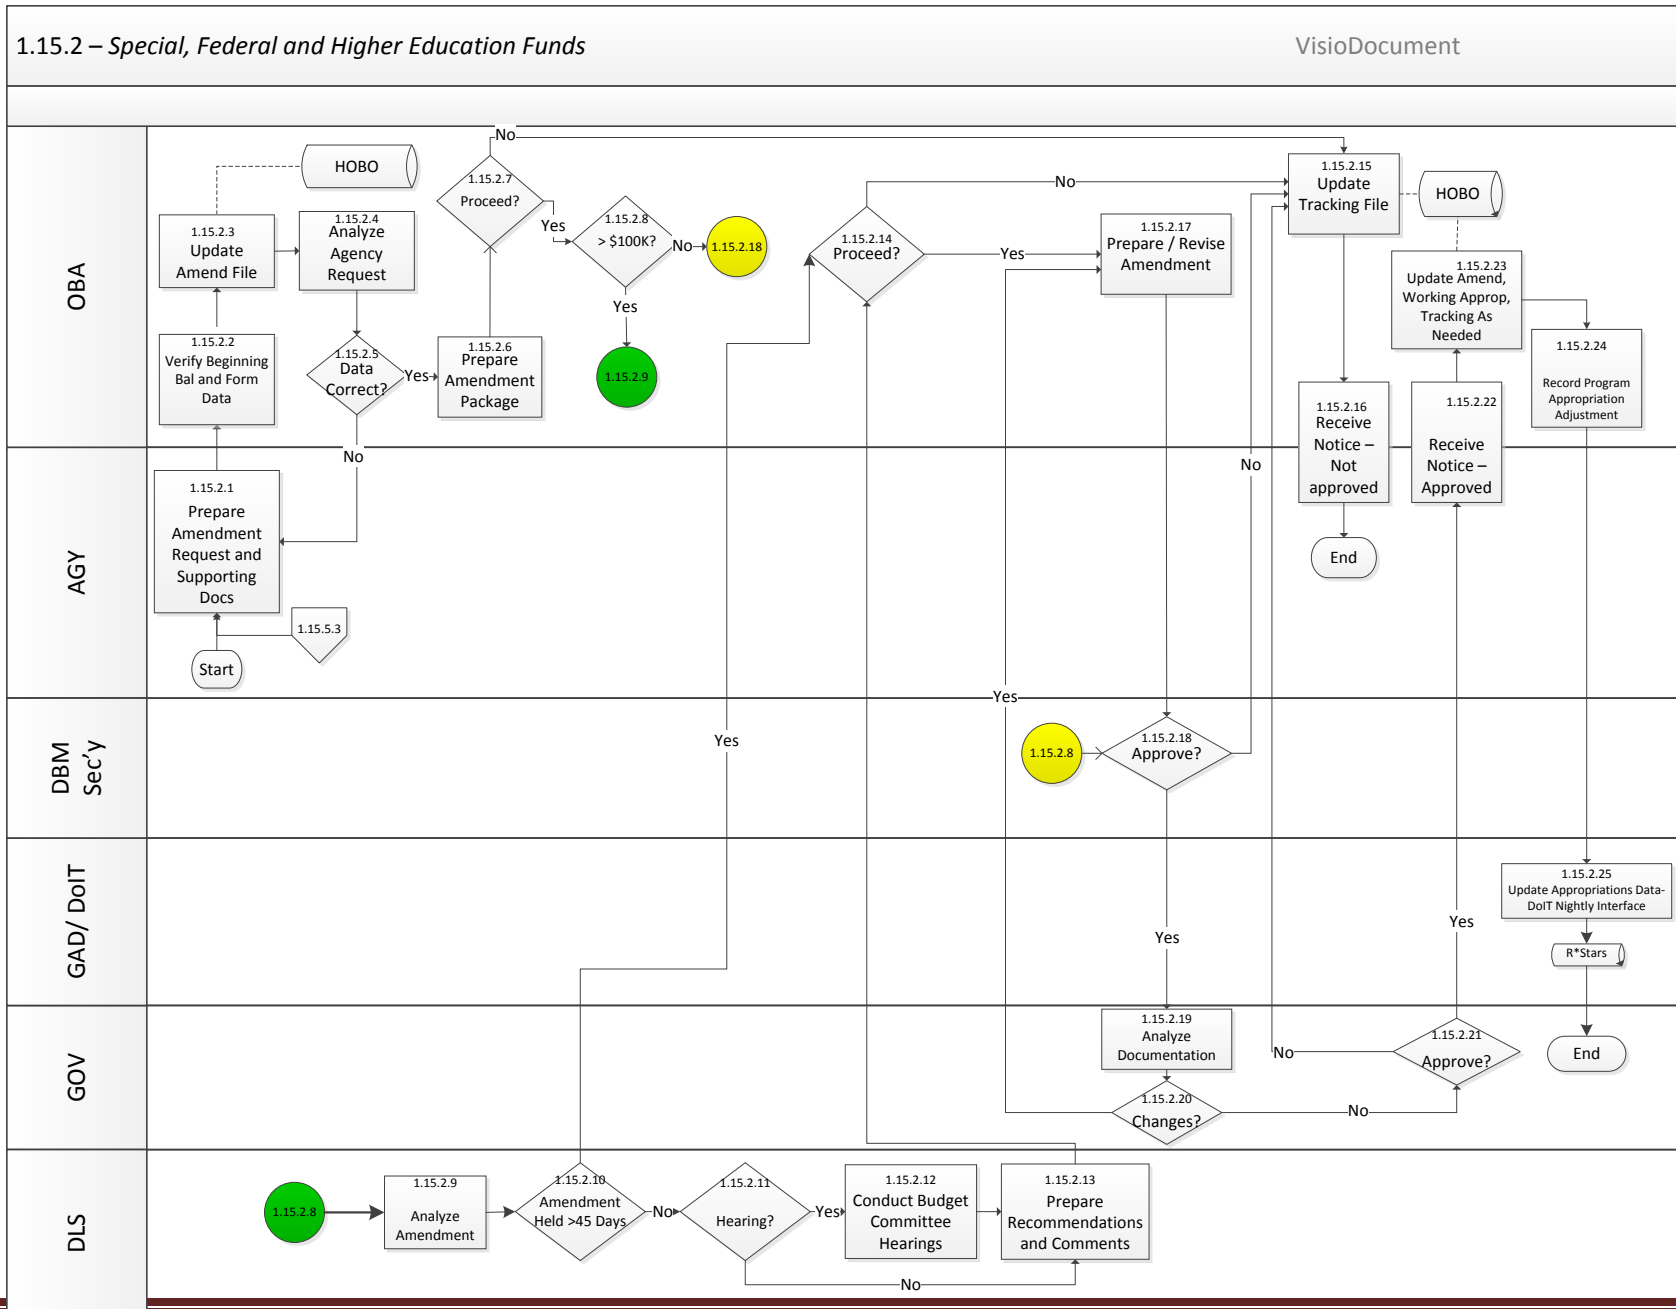 1.15.2 – Special, Federal and Higher Education Funds
VisioDocument
OBA
HOBO
1.15.2.3
Update
Amend File
1.15.2.4
Analyze
Agency
Request
1.15.2.2
Verify Beginning
Bal and Form
Data
1.15.2.5
Data
Correct?
Yes
No
1.15.2.6
Prepare
Amendment
Package
1.15.2.7
Proceed?
No
Yes
1.15.2.8
> $100K?
No
1.15.2.18
Yes
1.15.2.9
1.15.2.14
Proceed?
No
Yes
1.15.2.17
Prepare / Revise
Amendment
1.15.2.15
Update
Tracking File
HOBO
1.15.2.23
Update Amend,
Working Approp,
Tracking As
Needed
1.15.2.24
Record Program
Appropriation
Adjustment
1.15.2.16
Receive
Notice –
Not
approved
1.15.2.22
Receive
Notice –
Approved
AGY
1.15.2.1
Prepare
Amendment
Request and
Supporting
Docs
1.15.5.3
Start
No
End
DBM
Sec'y
Yes
Yes
1.15.2.8
1.15.2.18
Approve?
GAD/ DoIT
Yes
Yes
1.15.2.25
Update Appropriations Data-
DoIT Nightly Interface
R*Stars
GOV
1.15.2.19
Analyze
Documentation
1.15.2.20
Changes?
No
No
1.15.2.21
Approve?
End
DLS
1.15.2.8
1.15.2.9
Analyze
Amendment
1.15.2.10
Amendment
Held >45 Days
No
1.15.2.11
Hearing?
Yes
No
1.15.2.12
Conduct Budget
Committee
Hearings
1.15.2.13
Prepare
Recommendations
and Comments